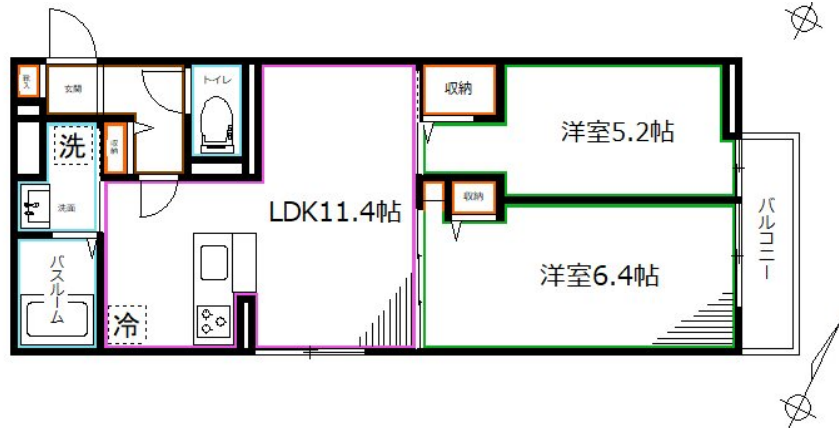 靴入
玄関
トイレ
収納
洋室5.2帖
洗
収納
洗面
LDK11.4帖
収納
バルコニー
バスルーム
洋室6.4帖
冷